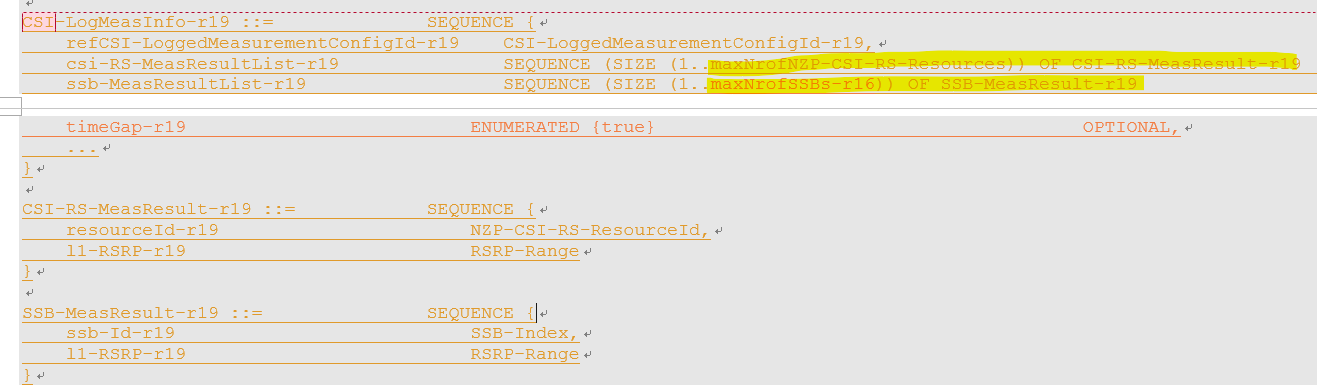 CSI-LogMeasInfo-r19 ::= SEQUENCE {
refCSI-LoggedMeasurementConfigId-r19 CSI-LoggedMeasurementConfigId-r19,
csi-RS-MeasResultList-r19 SEQUENCE (SIZE (1..maxNrofNZP-CSI-RS-Resources)) OF CSI-RS-MeasResult-r19
ssb-MeasResultList-r19 SEQUENCE (SIZE (1..maxNrofSSBs-r16)) OF SSB-MeasResult-r19
timeGap-r19 ENUMERATED {true} OPTIONAL,
...
}
CSI-RS-MeasResult-r19 ::= SEQUENCE {
resourceId-r19 NZP-CSI-RS-ResourceId,
l1-RSRP-r19 RSRP-Range
}
SSB-MeasResult-r19 ::= SEQUENCE {
ssb-Id-r19 SSB-Index,
l1-RSRP-r19 RSRP-Range
}